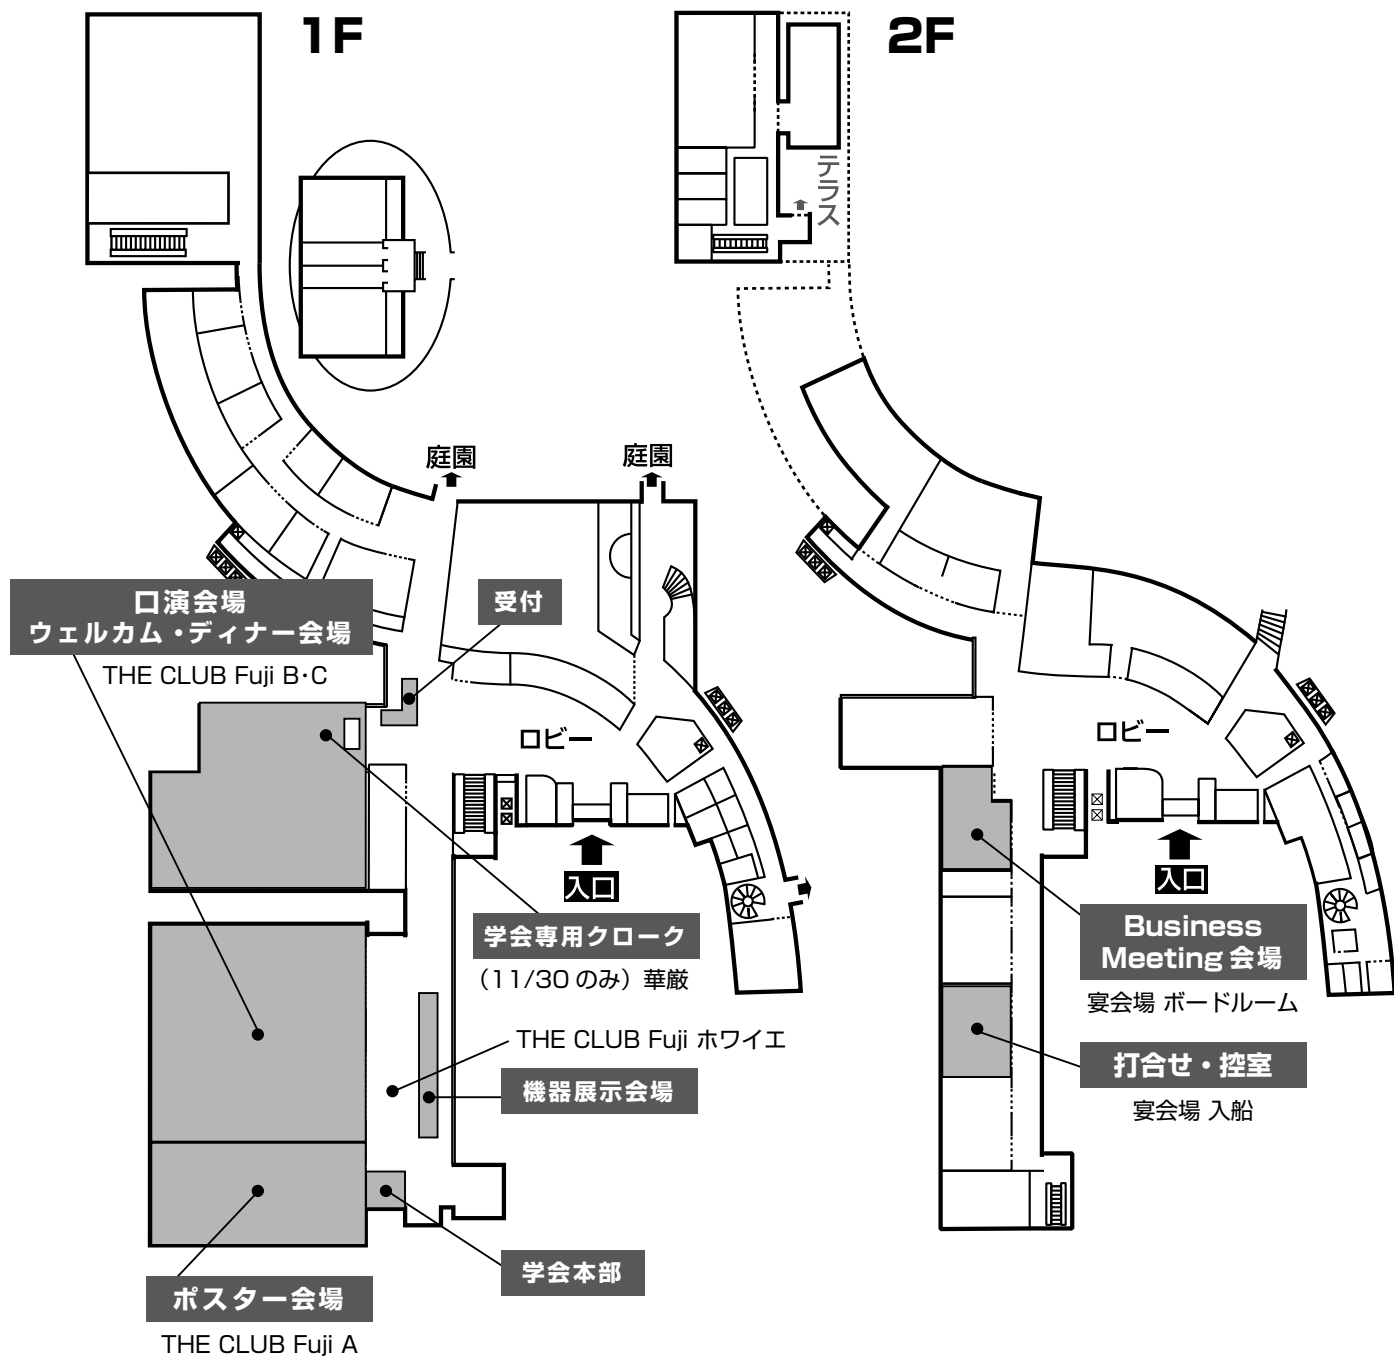 1F
2F
テラス
庭園
庭園
口演会場
ウェルカム・ディナー会場
THE CLUB Fuji B・C
受付
ロビー
ロビー
入口
入口
学会専用クローク
(11/30 のみ) 華厳
Business
Meeting 会場
宴会場 ボードルーム
THE CLUB Fuji ホワイエ
機器展示会場
打合せ・控室
宴会場 入船
学会本部
ポスター会場
THE CLUB Fuji A